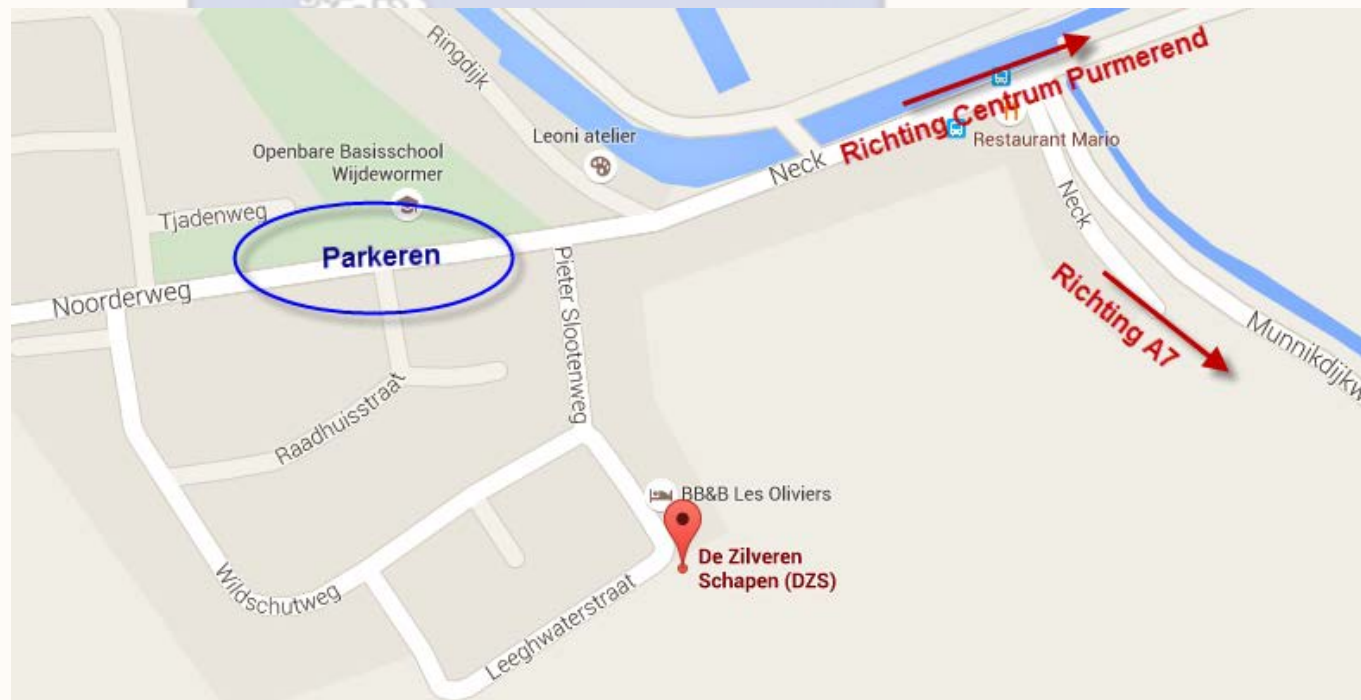 Ringdijk
Richting Centrum Purmerend
Leoni atelier
Openbare Basisschool
Wijdewormer
Restaurant Mario
Neck
Neck
Tjadenweg
Parkeren
Pieter Slootenweg
Noorderweg
Richting A7
Munnikdijkw
Raadhuisstraat
BB&B Les Oliviers
De Zilveren
Schapen (DZS)
Wildschutweg
Leeghwaterstraat